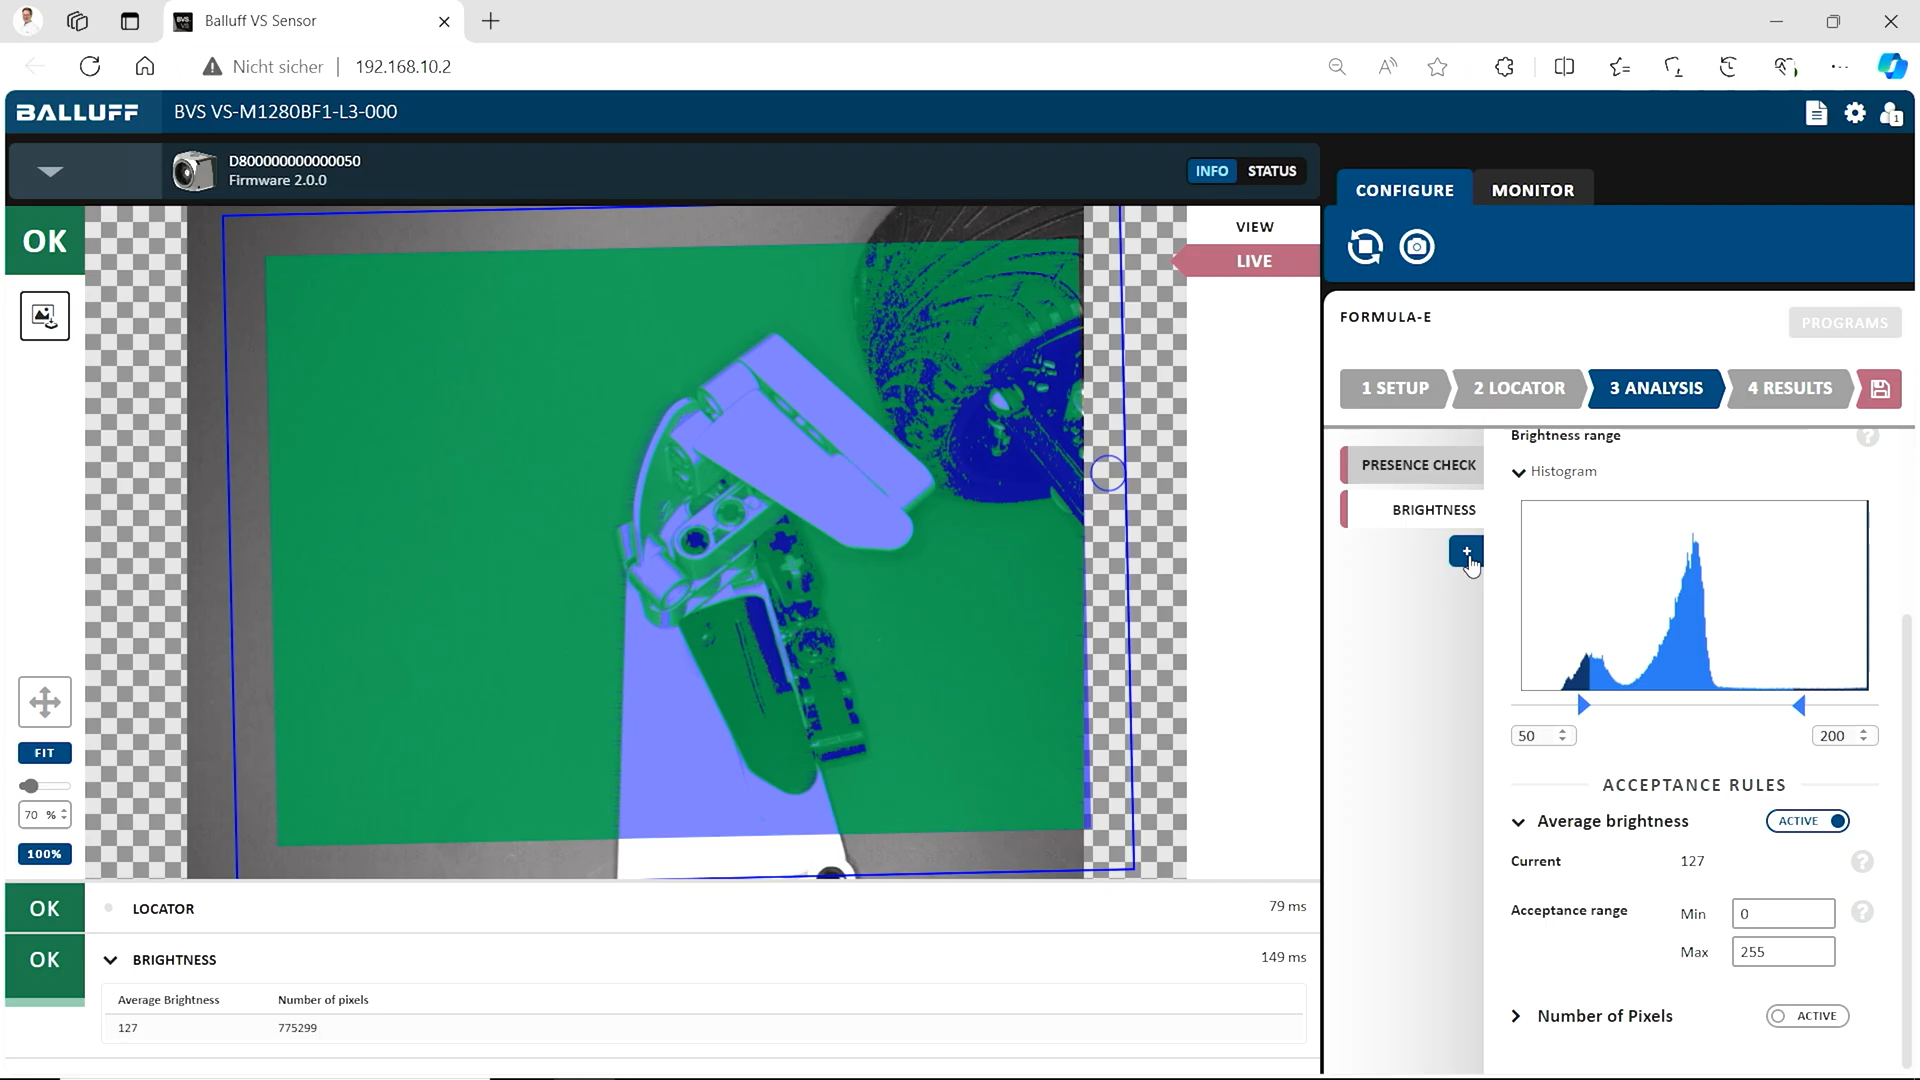 Balluff VS Sensor
Nicht sicher | 192.168.10.2
BALLUFF BVS VS-M1280BF1-L3-000
1
D800000000000050
Firmware 2.0.0
INFO STATUS
CONFIGURE MONITOR
OK
VIEW
LIVE
FORMULA-E
PROGRAMS
1 SETUP 2 LOCATOR 3 ANALYSIS 4 RESULTS
PRESENCE CHECK
BRIGHTNESS
+
Brightness range ?
Histogram
50 200
ACCEPTANCE RULES
Average brightness ACTIVE
Current 127 ?
Acceptance range Min 0 ?
Max 255
Number of Pixels ACTIVE
FIT
70 %
100%
OK LOCATOR 79 ms
OK BRIGHTNESS 149 ms
Average Brightness Number of pixels
127 775299